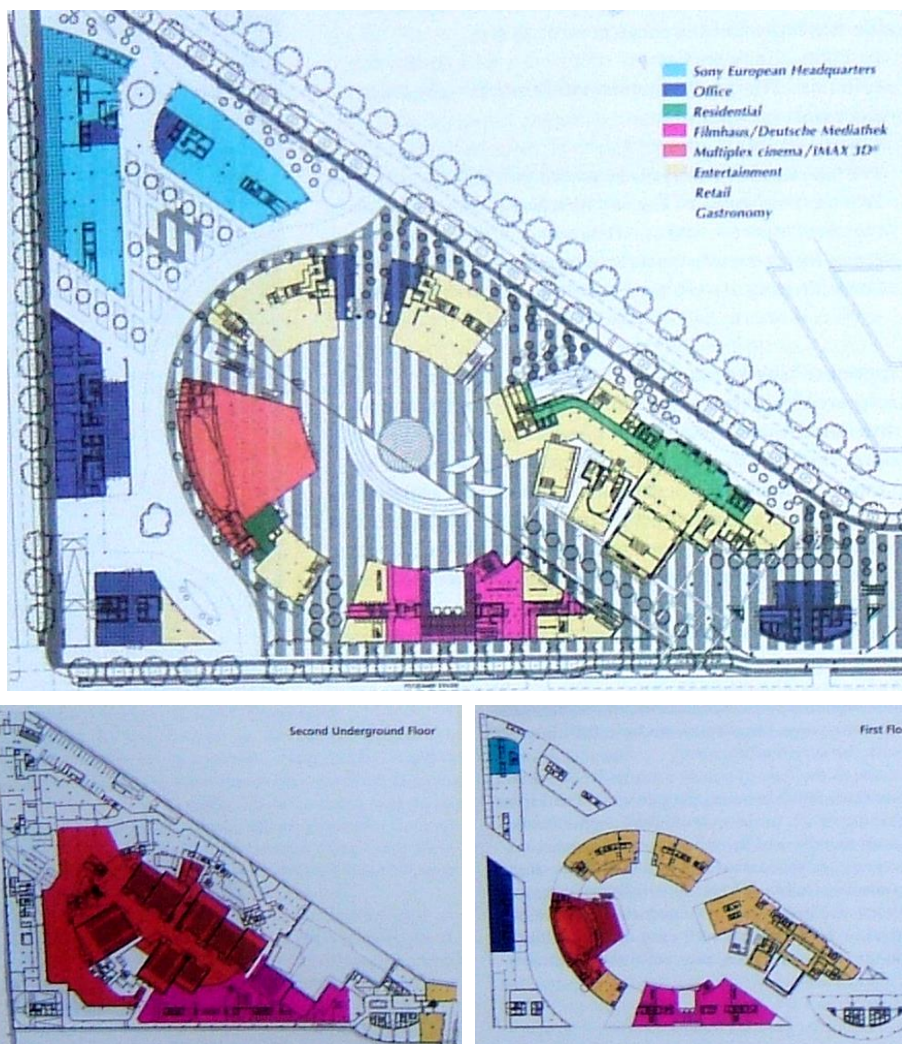 Sony European Headquarters
Office
Residential
Filmhaus/Deutsche Mediathek
Multiplex cinema/IMAX 3D®
Entertainment
Retail
Gastronomy
Second Underground Floor
First Flo